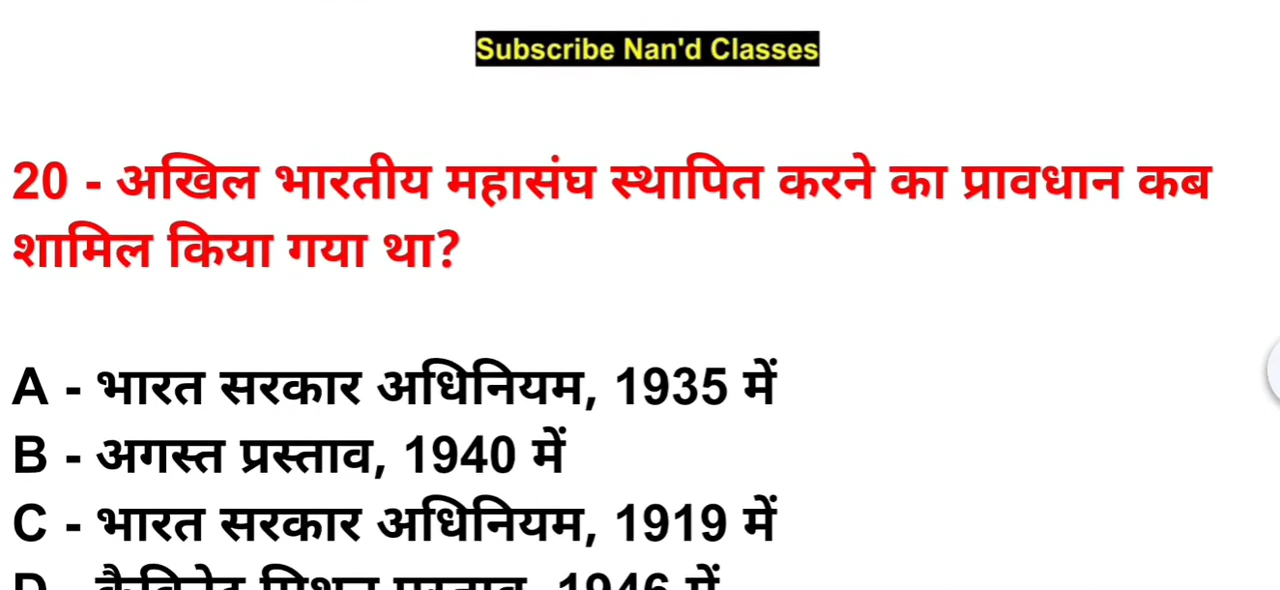 Subscribe Nan'd Classes
20 - अखिल भारतीय महासंघ स्थापित करने का प्रावधान कब
शामिल किया गया था?
A - भारत सरकार अधिनियम, 1935 में
B - अगस्त प्रस्ताव, 1940 में
C - भारत सरकार अधिनियम, 1919 में
D - कैबिनेट मिशन प्रस्ताव, 1946 में